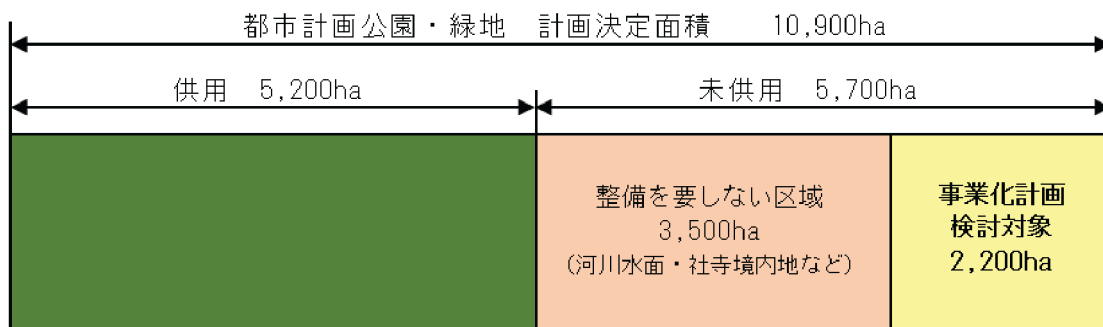 都市計画公園・緑地　計画決定面積　　10,900ha
供用　5,200ha
未供用　5,700ha
整備を要しない区域
3,500ha
（河川水面・社寺境内地など）
事業化計画
検討対象
2,200ha